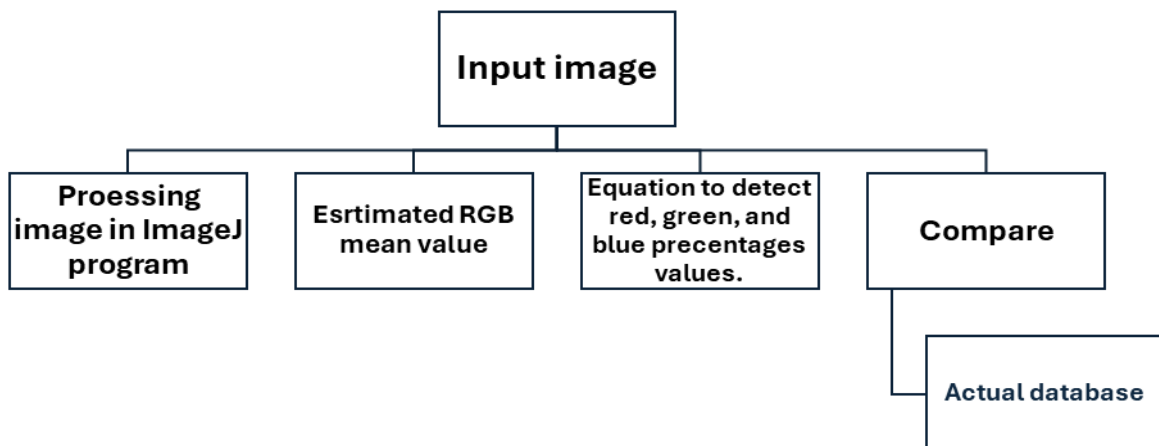 Input image
Proessing
image in ImageJ
program
Esrtimated RGB
mean value
Equation to detect
red, green, and
blue precentages
values.
Compare
Actual database